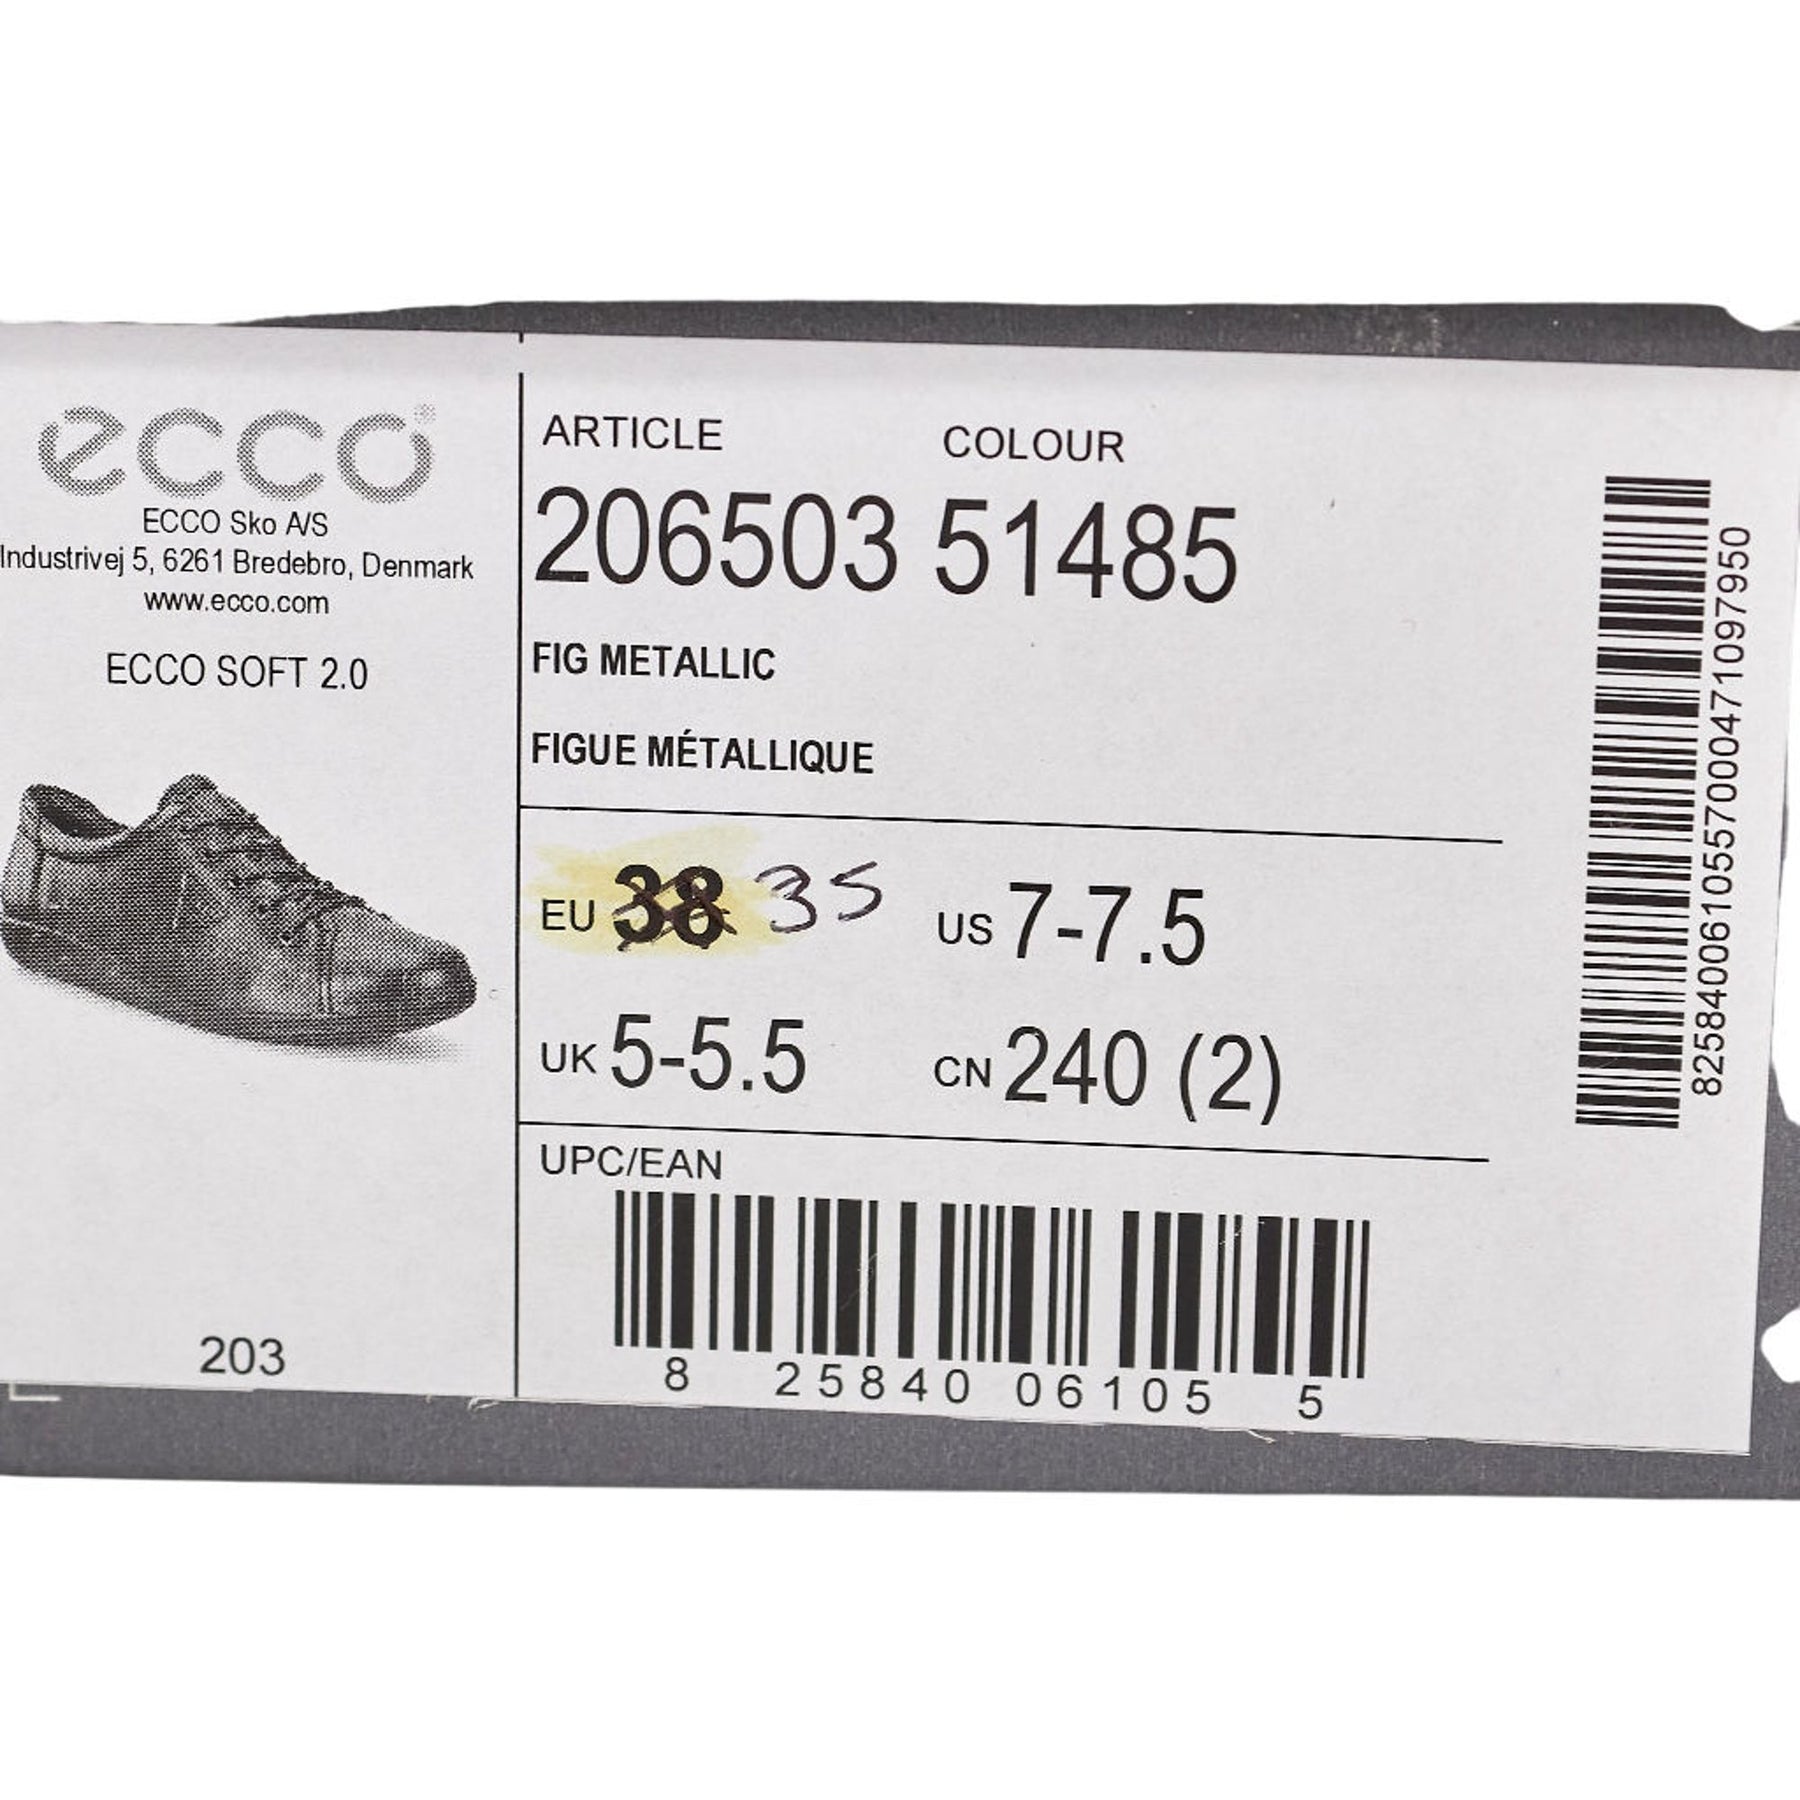 ecco®
ECCO Sko A/S
Industrivej 5, 6261 Bredebro, Denmark
www.ecco.com
ECCO SOFT 2.0
203
ARTICLE COLOUR
206503 51485
FIG METALLIC
FIGUE MÉTALLIQUE
EU 38 35 US 7-7.5
UK 5-5.5 CN 240 (2)
UPC/EAN
8 25840 06105 5
825840061055700047109­7950